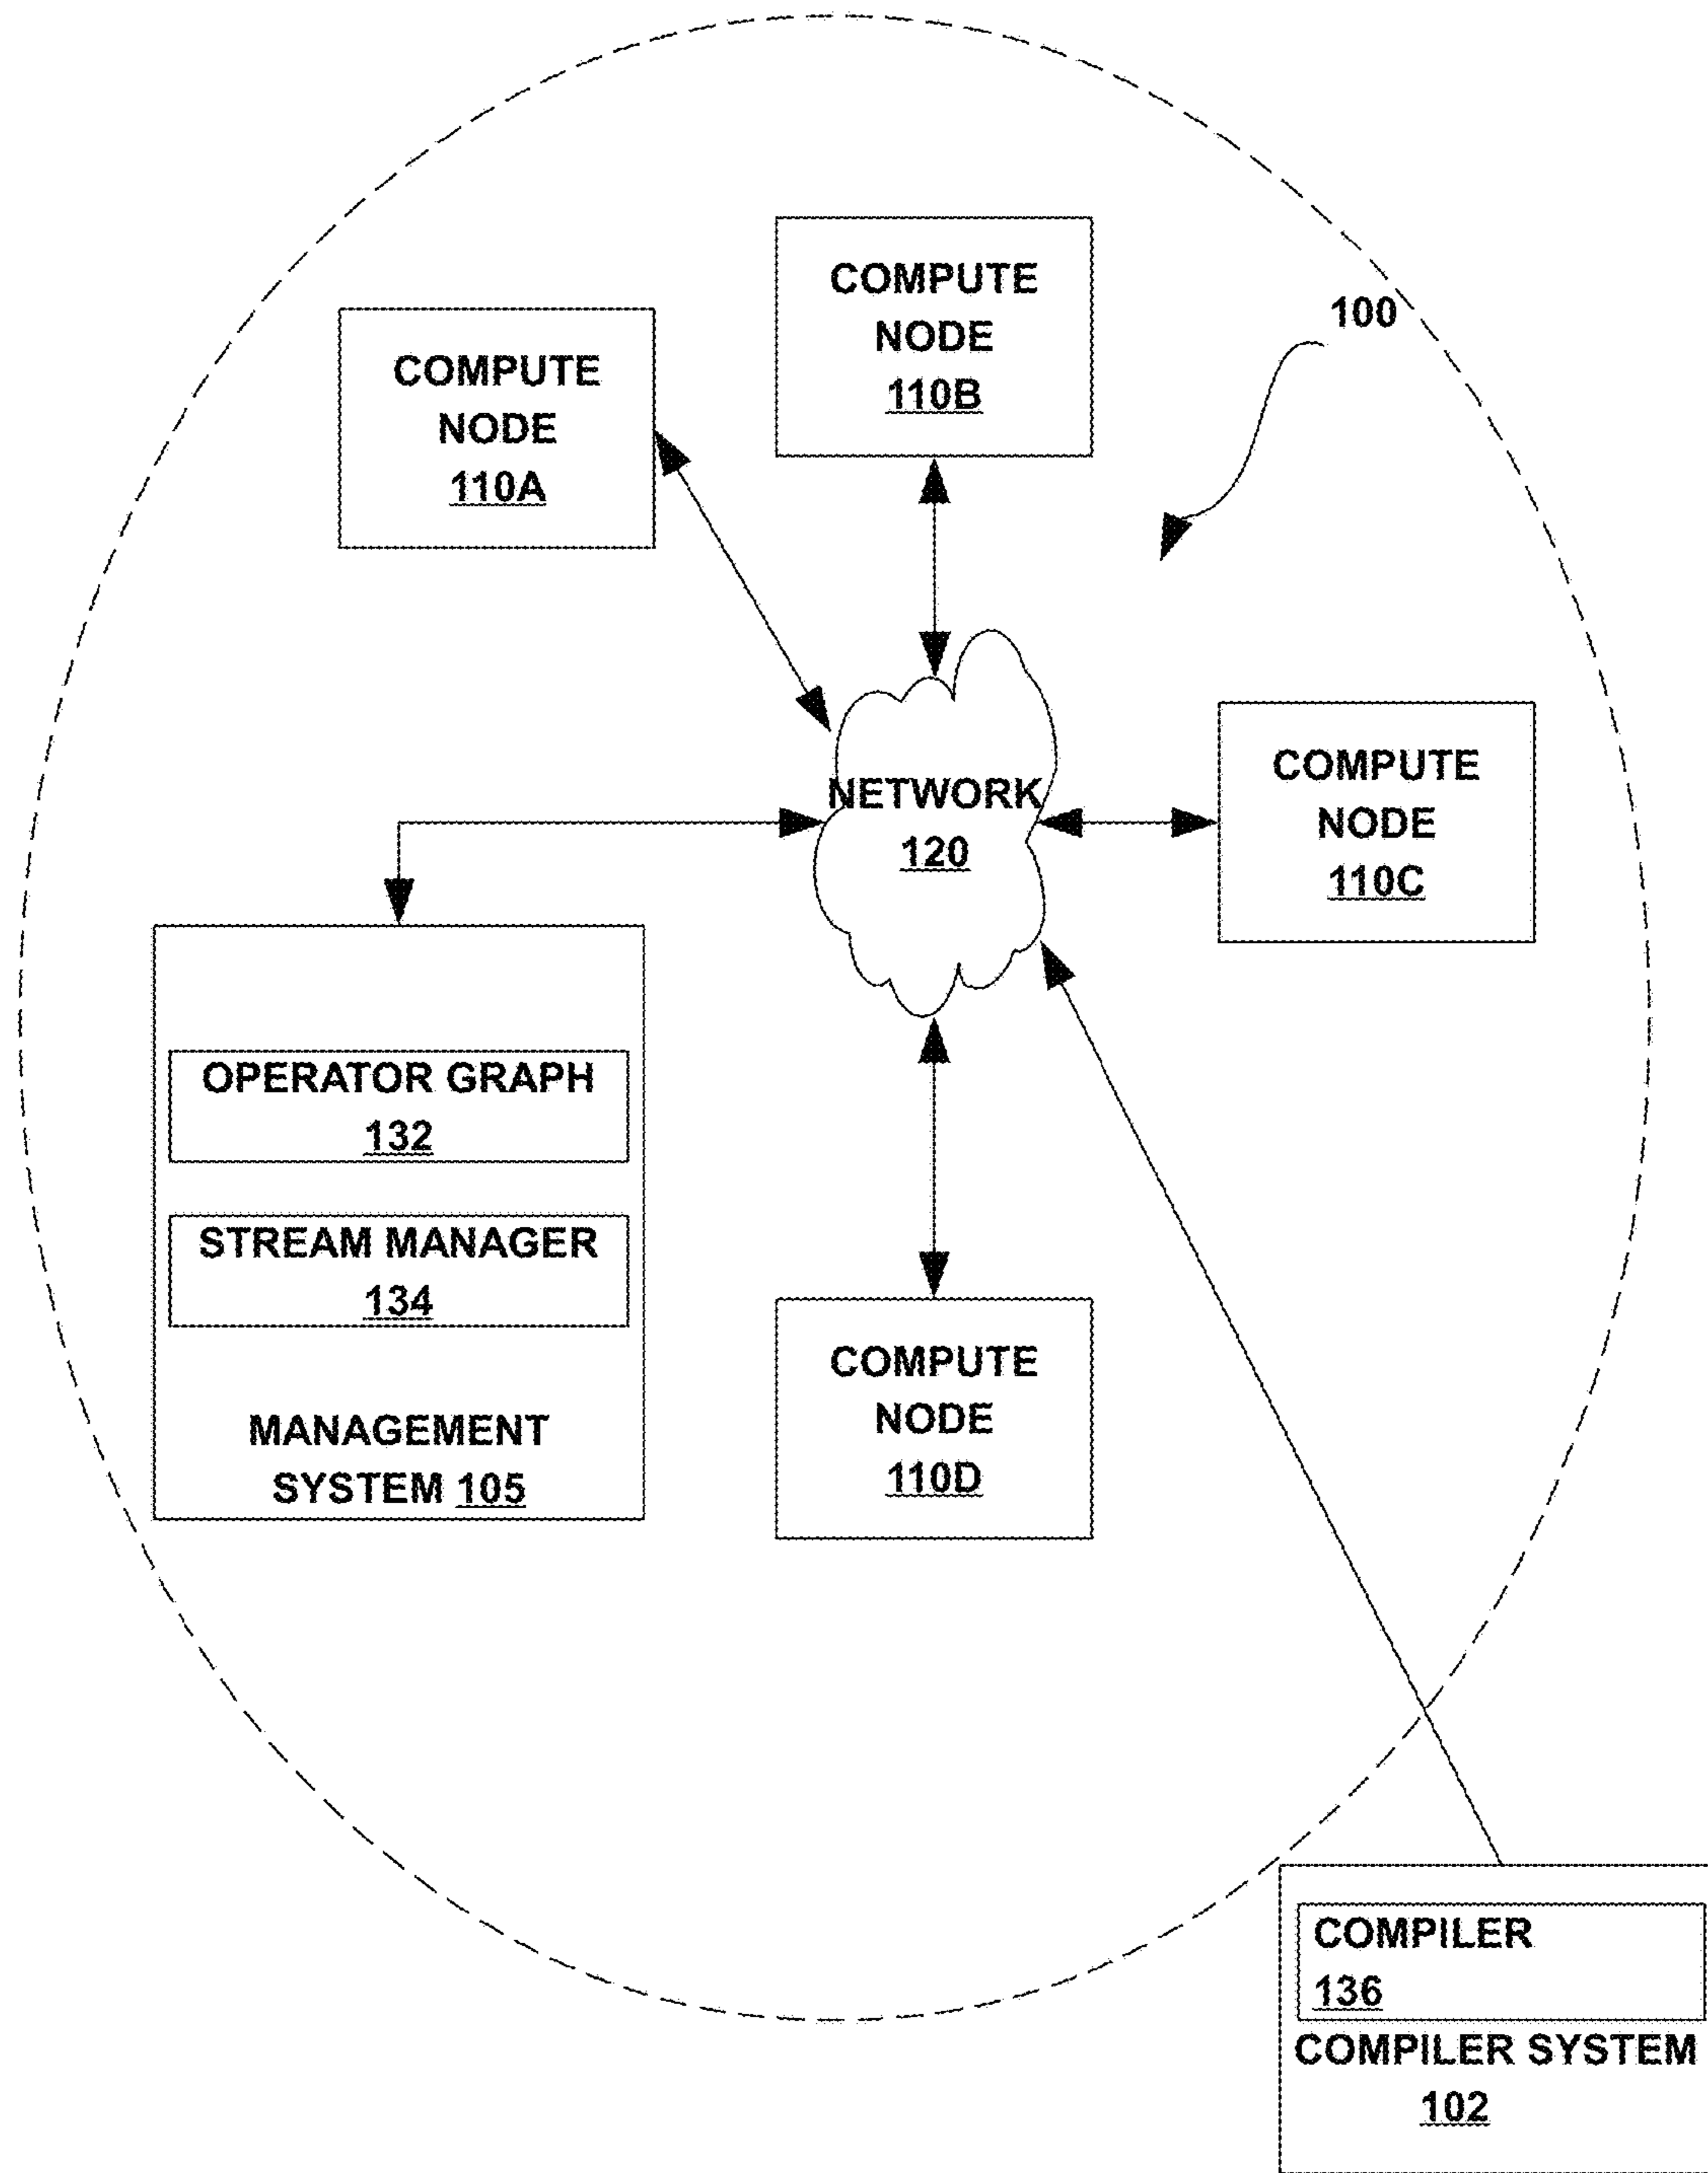 COMPUTE
NODE
110B
100
COMPUTE
NODE
110A
NETWORK
120
COMPUTE
NODE
110C
OPERATOR GRAPH
132
STREAM MANAGER
134
MANAGEMENT
SYSTEM 105
COMPUTE
NODE
110D
COMPILER
136
COMPILER SYSTEM
102